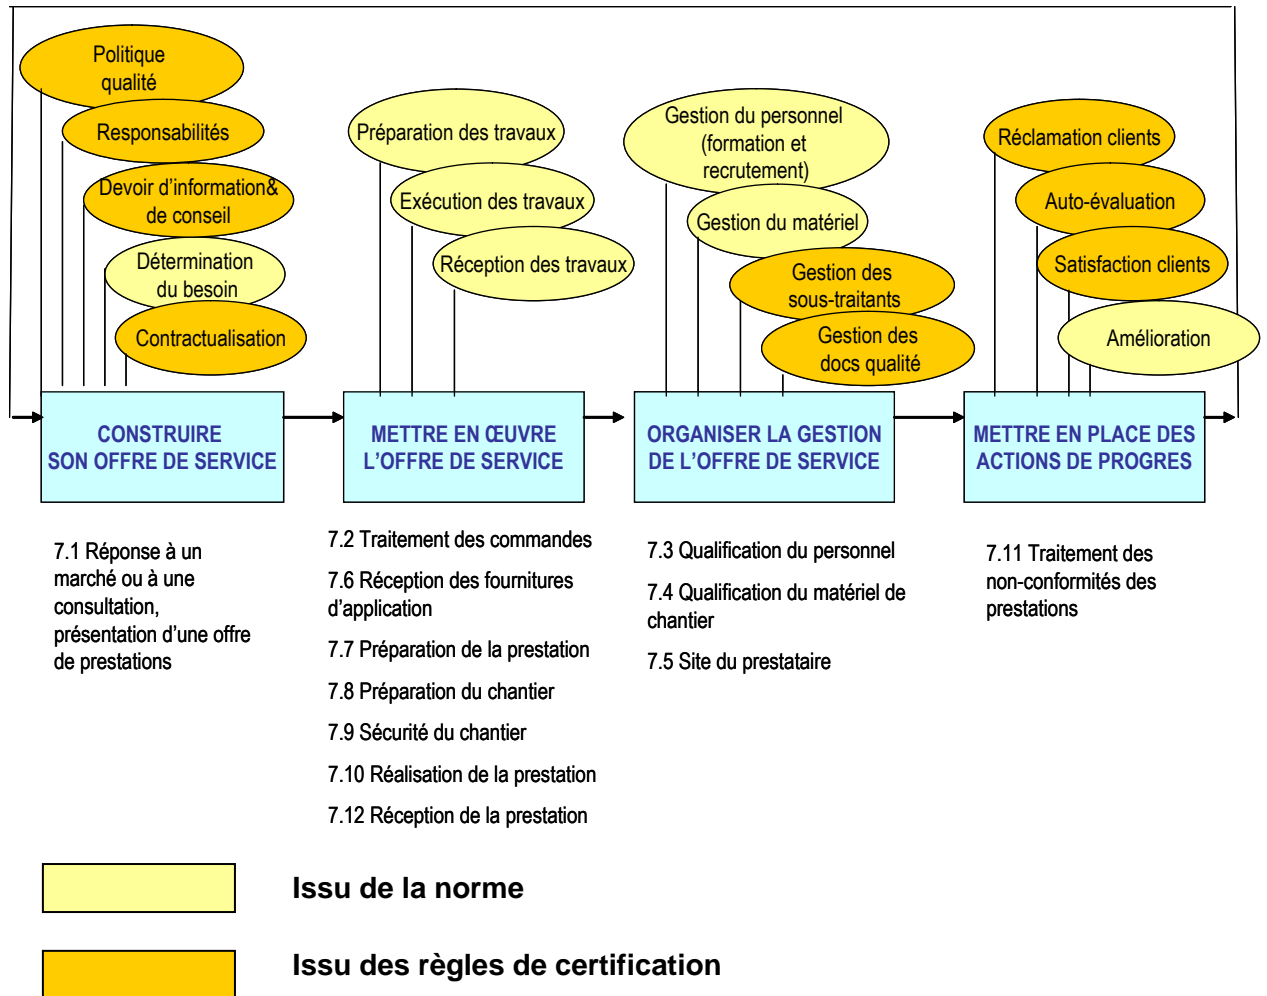 Politique
qualité
Responsabilités
Devoir d'information&
de conseil
Détermination
du besoin
Contractualisation
Préparation des travaux
Exécution des travaux
Réception des travaux
Gestion du personnel
(formation et
recrutement)
Gestion du matériel
Gestion des
sous-traitants
Gestion des
docs qualité
Réclamation clients
Auto-évaluation
Satisfaction clients
Amélioration
CONSTRUIRE
SON OFFRE DE SERVICE
METTRE EN ŒUVRE
L'OFFRE DE SERVICE
ORGANISER LA GESTION
DE L'OFFRE DE SERVICE
METTRE EN PLACE DES
ACTIONS DE PROGRES
7.1 Réponse à un
marché ou à une
consultation,
présentation d'une offre
de prestations
7.2 Traitement des commandes
7.6 Réception des fournitures
d'application
7.7 Préparation de la prestation
7.8 Préparation du chantier
7.9 Sécurité du chantier
7.10 Réalisation de la prestation
7.12 Réception de la prestation
7.3 Qualification du personnel
7.4 Qualification du matériel de
chantier
7.5 Site du prestataire
7.11 Traitement des
non-conformités des
prestations
Issu de la norme
Issu des règles de certification